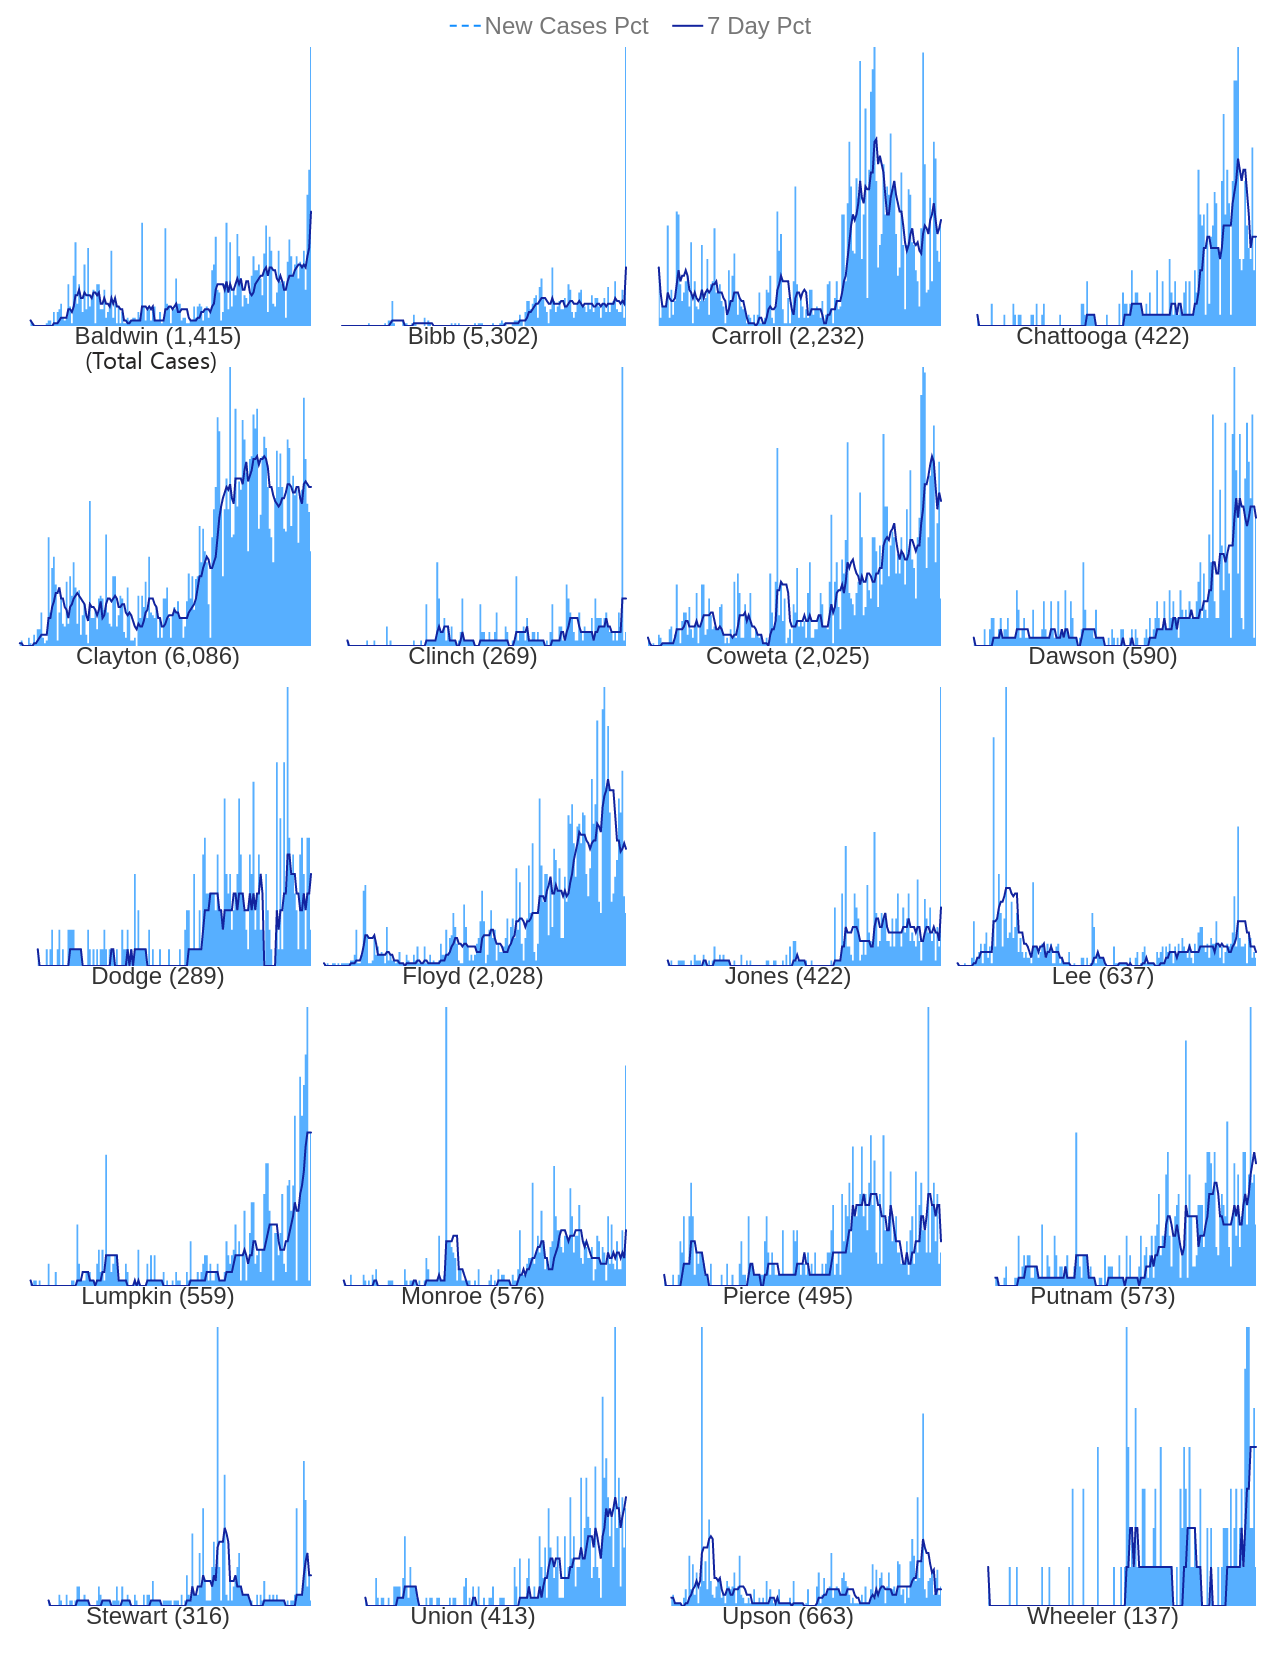 New Cases Pct 7 Day Pct
Baldwin (1,415) Bibb (5,302) Carroll (2,232) Chattooga (422)
(Total Cases)
Clayton (6,086) Clinch (269) Coweta (2,025) Dawson (590)
Dodge (289) Floyd (2,028) Jones (422) Lee (637)
Lumpkin (559) Monroe (576) Pierce (495) Putnam (573)
Stewart (316) Union (413) Upson (663) Wheeler (137)